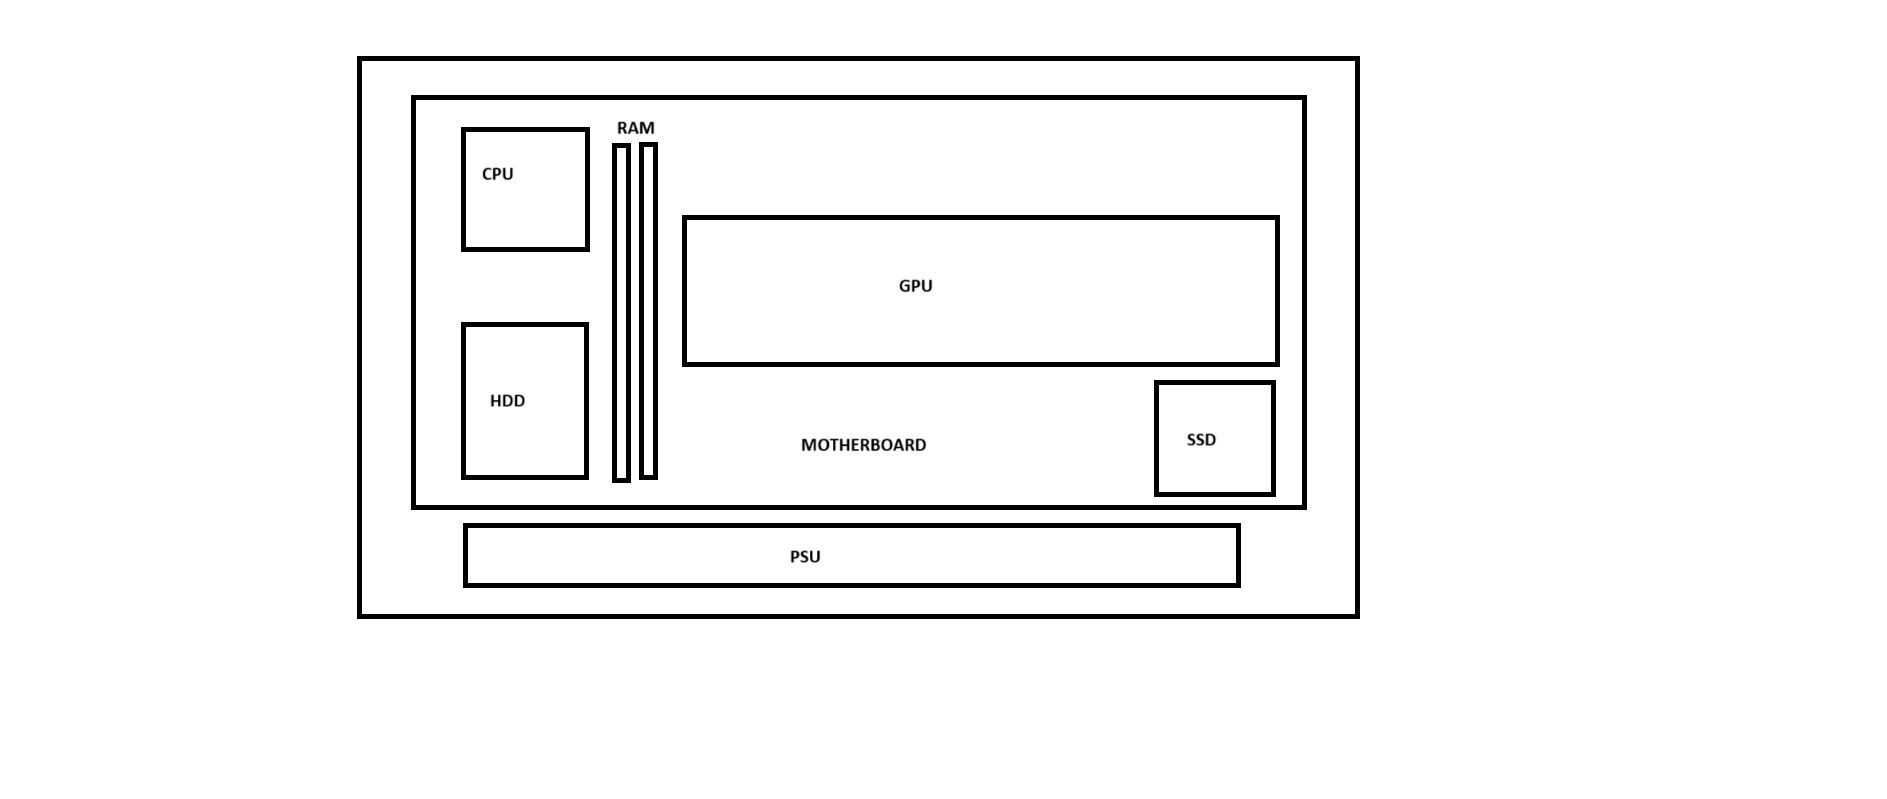 RAM
CPU
GPU
HDD
SSD
MOTHERBOARD
PSU